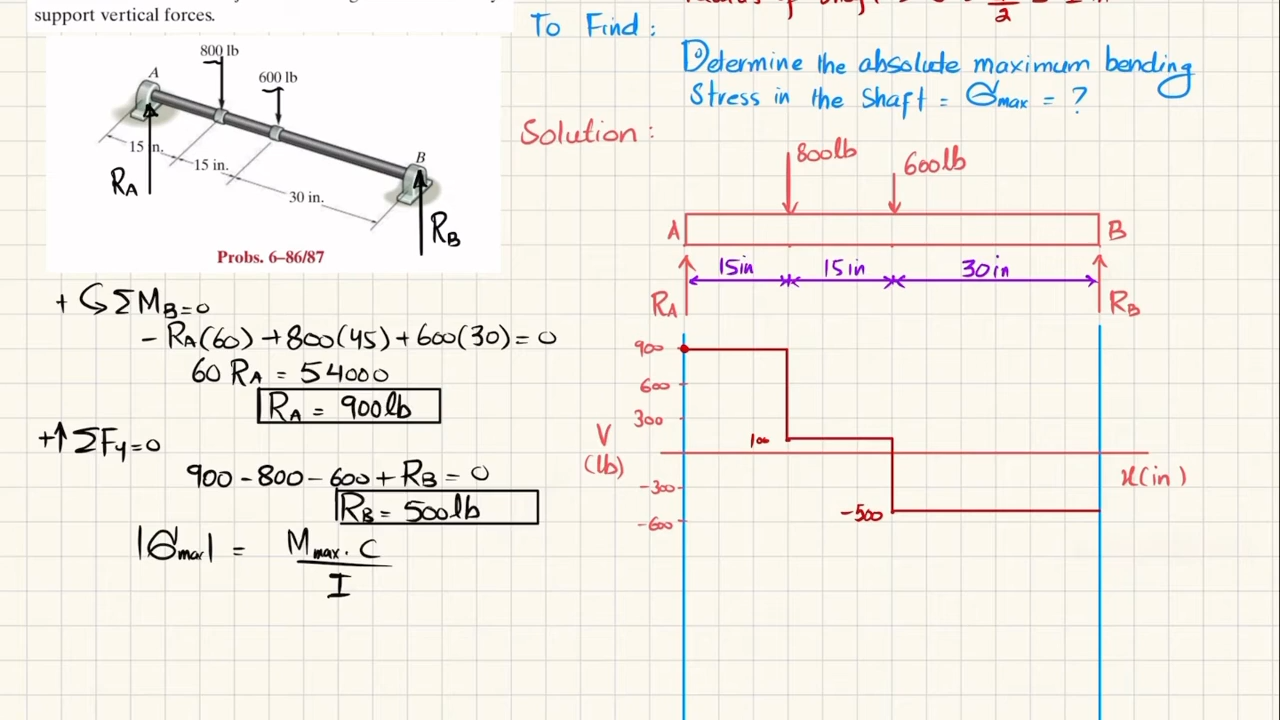 support vertical forces.
800 lb
A
600 lb
15 in.
15 in.
B
30 in.
RA
RB
Probs. 6–86/87
+ ↺ ΣMB=0
- RA(60) +800(45)+600(30)=0
60 RA = 54000
RA = 900lb
+↑ ΣFy=0
900-800-600+RB=0
RB= 500lb
|σmax| = Mmax. C
I
To Find:
Determine the absolute maximum bending
Stress in the Shaft = σmax = ?
Solution:
800lb
600lb
A
B
15in
15in
30in
RA
RB
900
600
300
100
V
(lb)
x(in)
-300
-500
-600